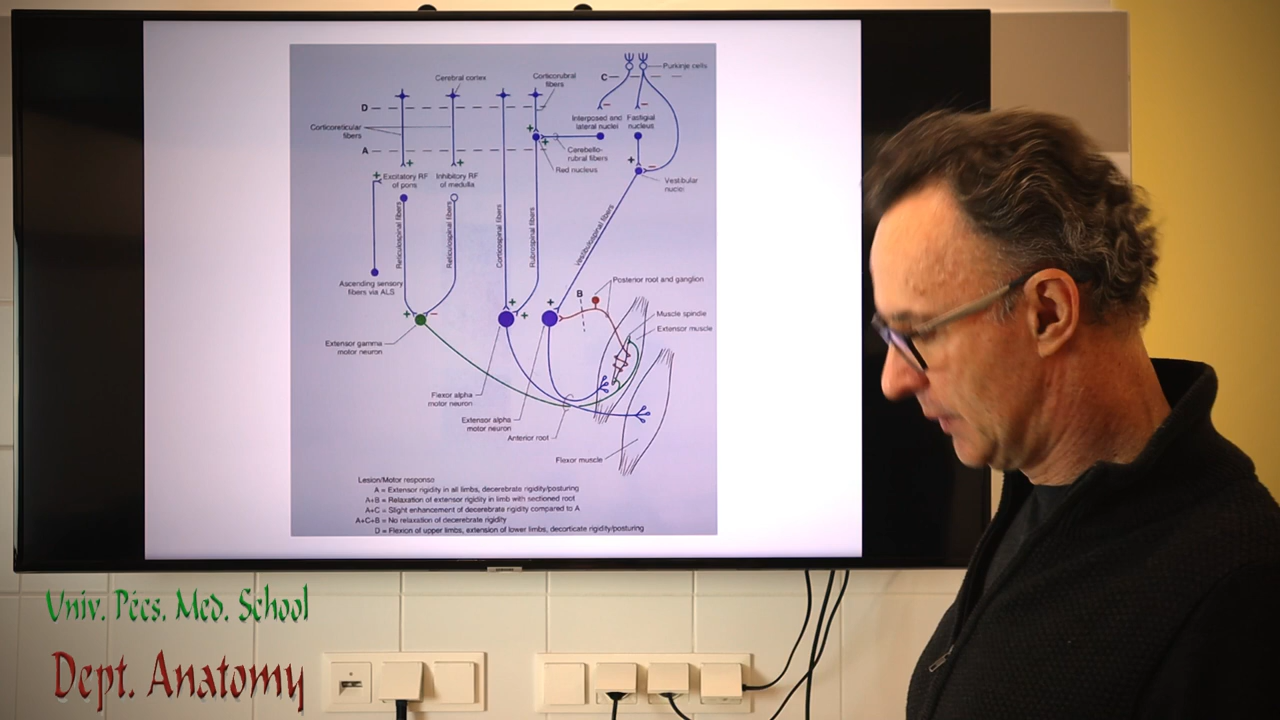 Purkinje cells
C
Cerebral cortex
Corticorubral
fibers
D
Interposed and
lateral nuclei
Fastigial
nucleus
Corticoreticular
fibers
+
A
Cerebello-
rubral fibers
Red nucleus
Excitatory RF
of pons
Inhibitory RF
of medulla
Vestibular
nuclei
Reticulospinal fibers
Reticulospinal fibers
Corticospinal fibers
Rubrospinal fibers
Vestibulospinal fibers
Ascending sensory
fibers via ALS
Posterior root and ganglion
B
Muscle spindle
Extensor muscle
Extensor gamma
motor neuron
Flexor alpha
motor neuron
Extensor alpha
motor neuron
Anterior root
Flexor muscle
Lesion/Motor response
A = Extensor rigidity in all limbs, decerebrate rigidity/posturing
A+B = Relaxation of extensor rigidity in limb with sectioned root
A+C = Slight enhancement of decerebrate rigidity compared to A
A+C+B = No relaxation of decerebrate rigidity
D = Flexion of upper limbs, extension of lower limbs, decorticate rigidity/posturing
Univ. Pécs. Med. School
Dept. Anatomy